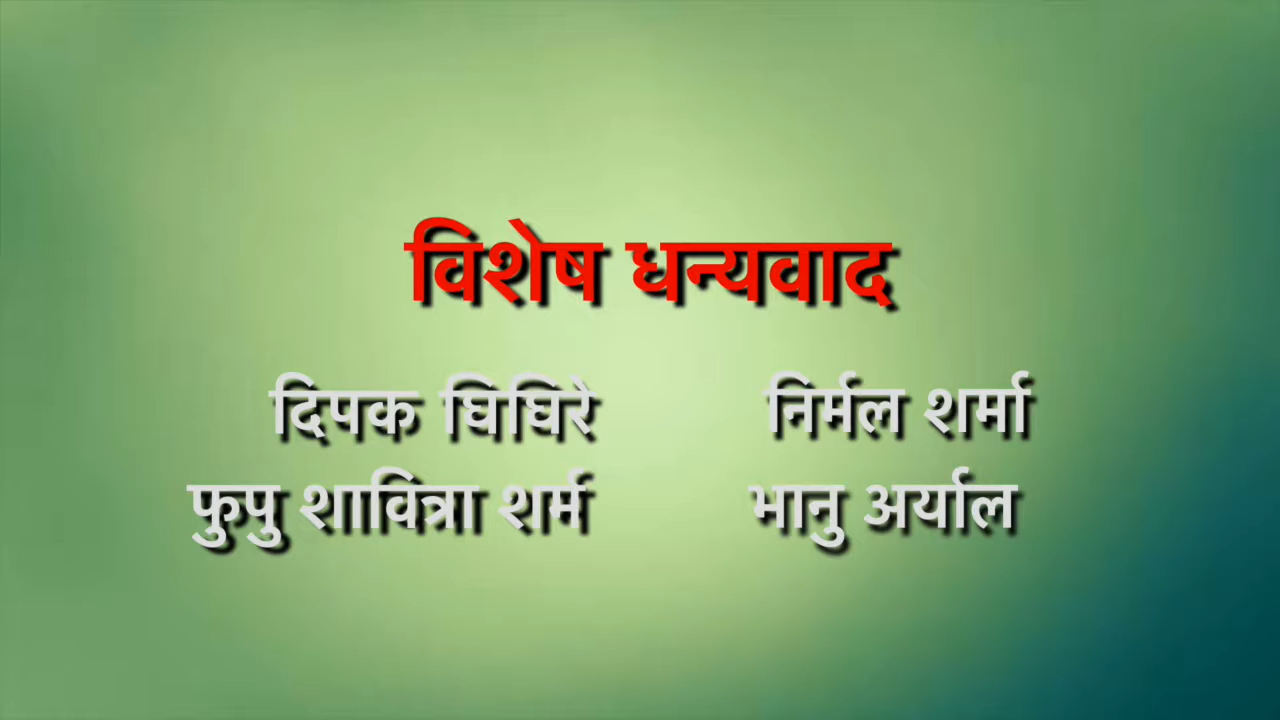 विशेष धन्यवाद
दिपक घिघिरे निर्मल शर्मा
फुपु शावित्रा शर्म भानु अर्याल